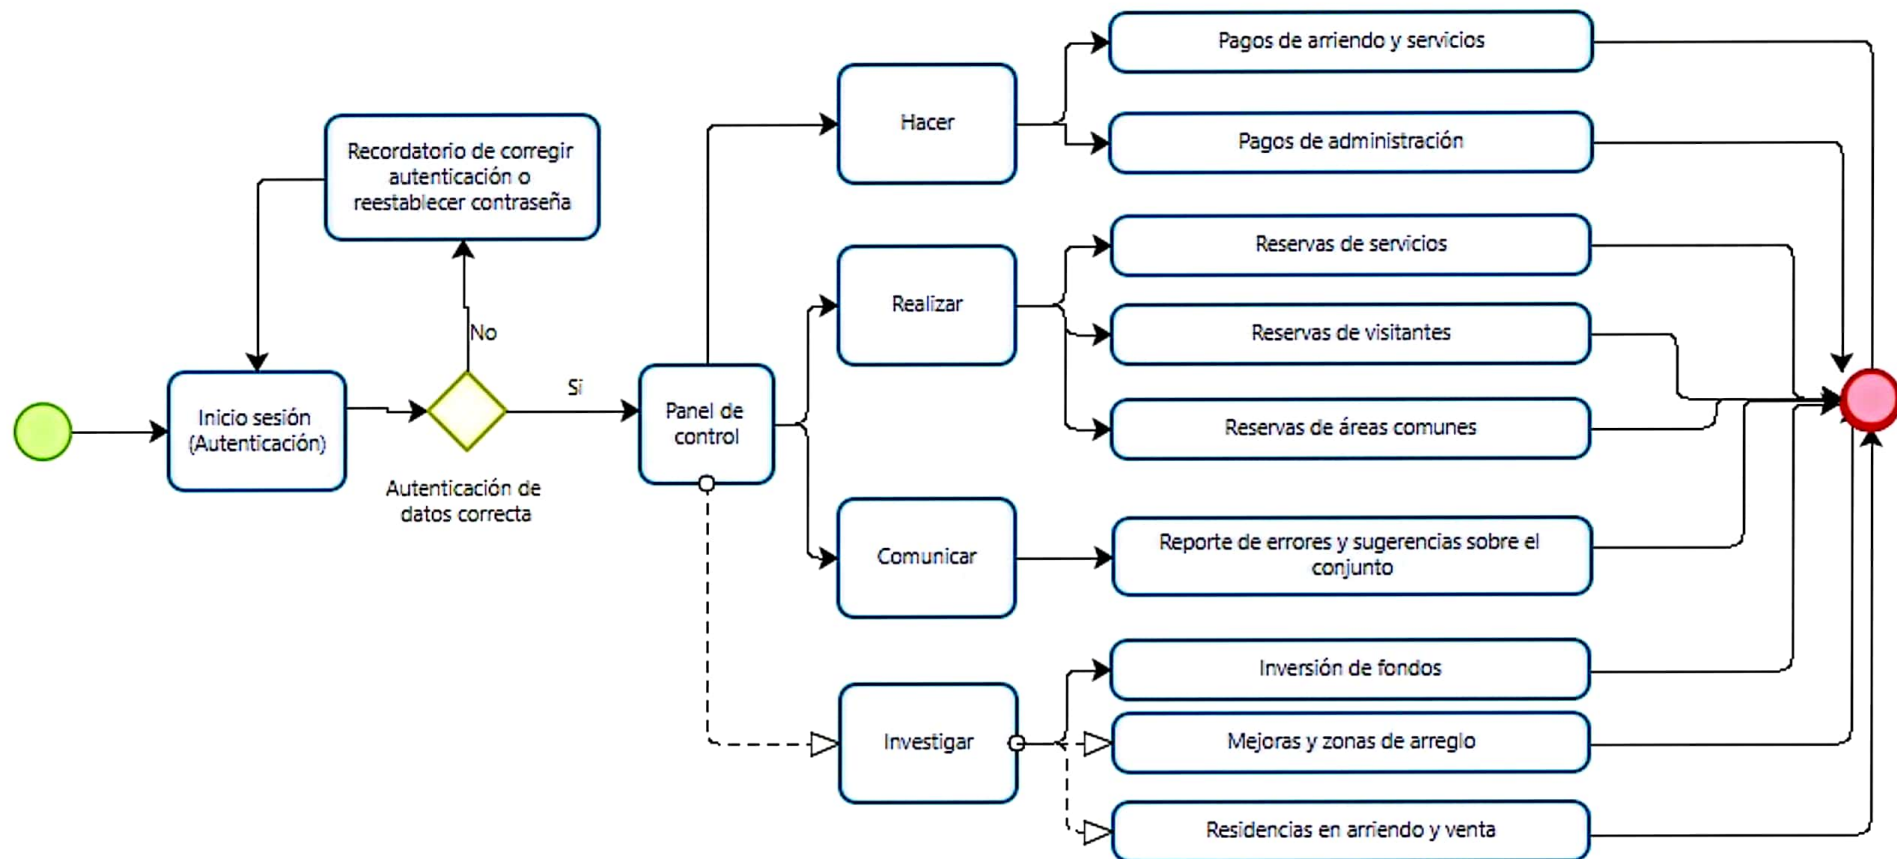 Recordatorio de corregir
autenticación o
reestablecer contraseña
No
Inicio sesión
(Autenticación)
Autenticación de
datos correcta
Si
Panel de
control
Hacer
Pagos de arriendo y servicios
Pagos de administración
Realizar
Reservas de servicios
Reservas de visitantes
Reservas de áreas comunes
Comunicar
Reporte de errores y sugerencias sobre el
conjunto
Investigar
Inversión de fondos
Mejoras y zonas de arreglo
Residencias en arriendo y venta